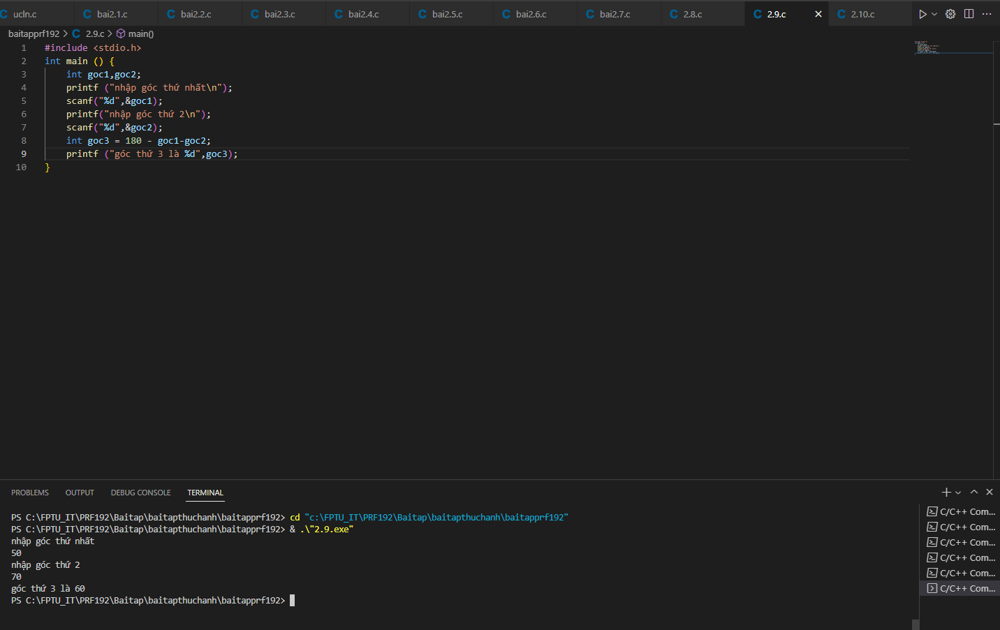 ucln.c bai2.1.c bai2.2.c bai2.3.c bai2.4.c bai2.5.c bai2.6.c bai2.7.c 2.8.c 2.9.c 2.10.c
baitapprf192 > 2.9.c > main()
1 #include <stdio.h>
2 int main () {
3 int goc1,goc2;
4 printf ("nhập góc thứ nhất\n");
5 scanf("%d",&goc1);
6 printf("nhập góc thứ 2\n");
7 scanf("%d",&goc2);
8 int goc3 = 180 - goc1-goc2;
9 printf ("góc thứ 3 là %d",goc3);
10 }
PROBLEMS OUTPUT DEBUG CONSOLE TERMINAL
PS C:\FPTU_IT\PRF192\Baitap\baitapthuchanh\baitapprf192> cd "c:\FPTU_IT\PRF192\Baitap\baitapthuchanh\baitapprf192"
PS C:\FPTU_IT\PRF192\Baitap\baitapthuchanh\baitapprf192> & .\"2.9.exe"
nhập góc thứ nhất
50
nhập góc thứ 2
70
góc thứ 3 là 60
PS C:\FPTU_IT\PRF192\Baitap\baitapthuchanh\baitapprf192>
C/C++ Com...
C/C++ Com...
C/C++ Com...
C/C++ Com...
C/C++ Com...
C/C++ Com...